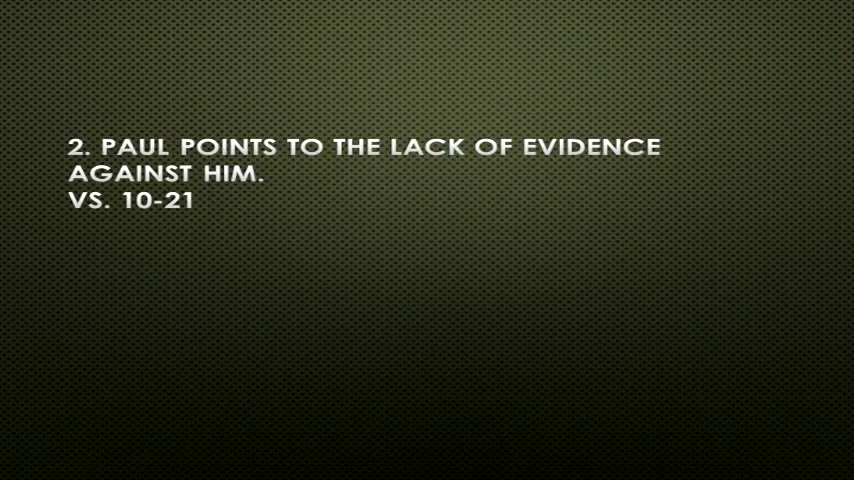 2. PAUL POINTS TO THE LACK OF EVIDENCE
AGAINST HIM.
VS. 10-21